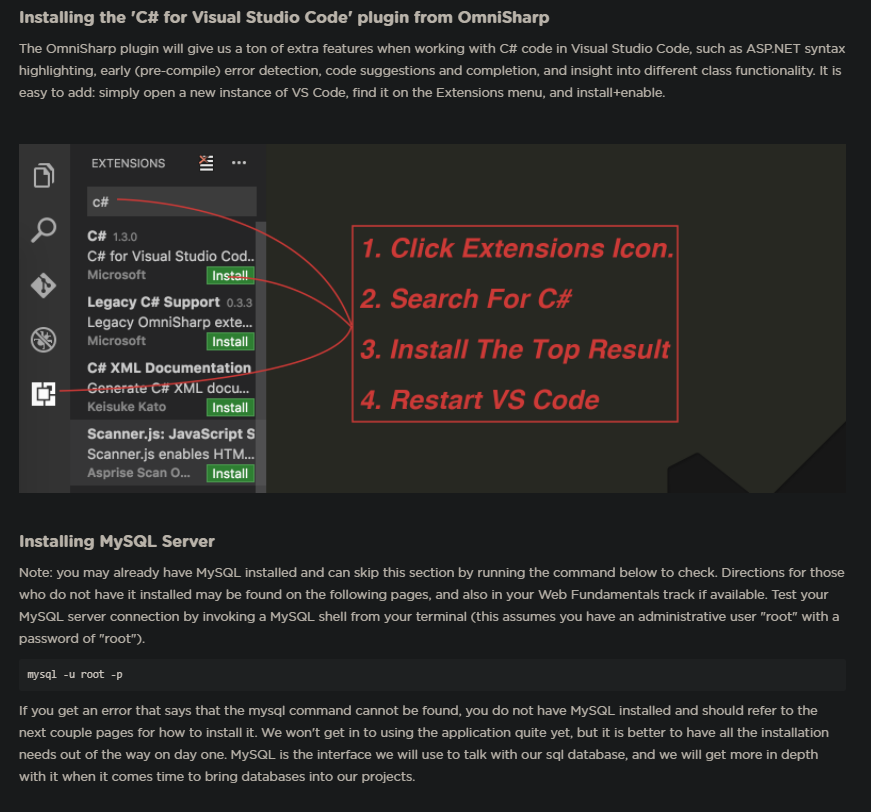 Installing the 'C# for Visual Studio Code' plugin from OmniSharp
The OmniSharp plugin will give us a ton of extra features when working with C# code in Visual Studio Code, such as ASP.NET syntax
highlighting, early (pre-compile) error detection, code suggestions and completion, and insight into different class functionality. It is
easy to add: simply open a new instance of VS Code, find it on the Extensions menu, and install+enable.
EXTENSIONS
c#
C# 1.3.0
C# for Visual Studio Cod..
Microsoft Install
Legacy C# Support 0.3.3
Legacy OmniSharp exte...
Microsoft Install
C# XML Documentation
Generate C# XML docu...
Keisuke Kato Install
Scanner.js: JavaScript S
Scanner.js enables HTM...
Asprise Scan O... Install
1. Click Extensions Icon.
2. Search For C#
3. Install The Top Result
4. Restart VS Code
Installing MySQL Server
Note: you may already have MySQL installed and can skip this section by running the command below to check. Directions for those
who do not have it installed may be found on the following pages, and also in your Web Fundamentals track if available. Test your
MySQL server connection by invoking a MySQL shell from your terminal (this assumes you have an administrative user "root" with a
password of "root").
mysql -u root -p
If you get an error that says that the mysql command cannot be found, you do not have MySQL installed and should refer to the
next couple pages for how to install it. We won't get in to using the application quite yet, but it is better to have all the installation
needs out of the way on day one. MySQL is the interface we will use to talk with our sql database, and we will get more in depth
with it when it comes time to bring databases into our projects.